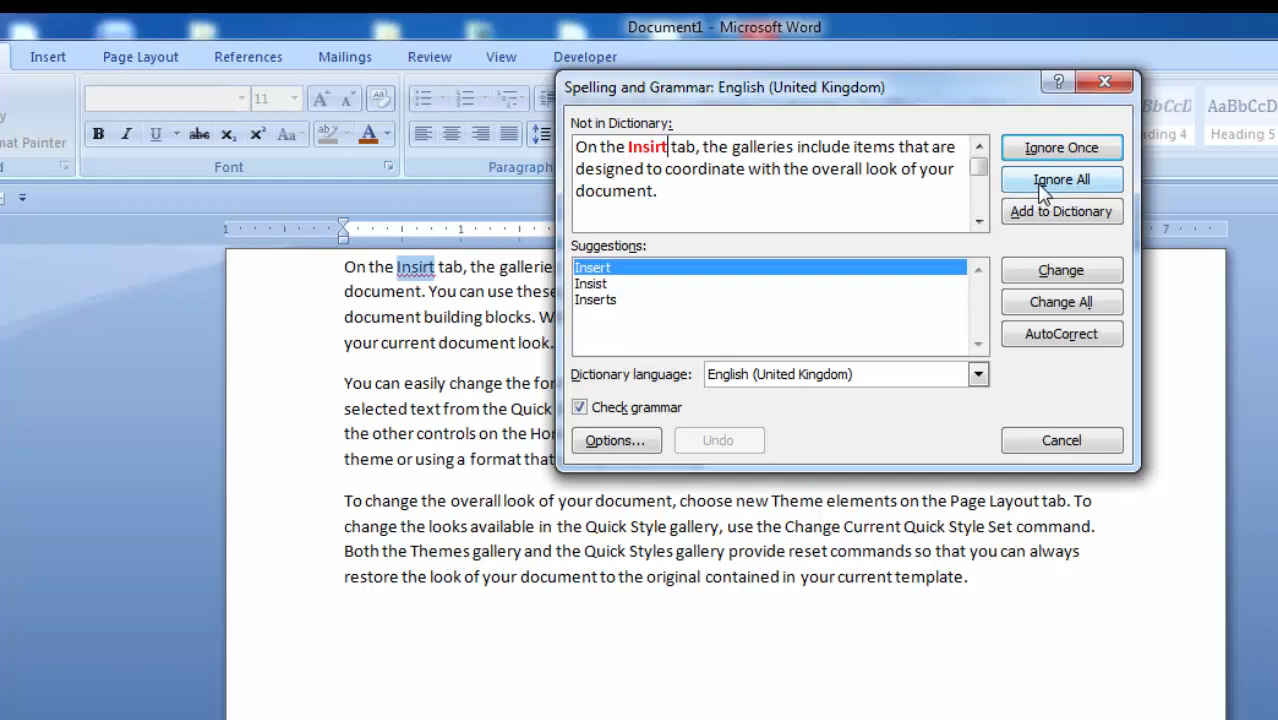 Document1 - Microsoft Word
Insert Page Layout References Mailings Review View Developer
11 A A Aa
B I U abc x₂ x² Aa A
Font Paragraph
AaBbCcD
Heading 5
Spelling and Grammar: English (United Kingdom)
Not in Dictionary:
On the Insirt tab, the galleries include items that are
designed to coordinate with the overall look of your
document.
Ignore Once
Ignore All
Add to Dictionary
Suggestions:
Insert
Insist
Inserts
Change
Change All
AutoCorrect
Dictionary language: English (United Kingdom)
Check grammar
Options... Undo Cancel
1 1 7
On the Insirt tab, the
document. You can use these
document building blocks.
your current document look.
You can easily change the
selected text from the Quick
the other controls on the
theme or using a format that
To change the overall look of your document, choose new Theme elements on the Page Layout tab. To
change the looks available in the Quick Style gallery, use the Change Current Quick Style Set command.
Both the Themes gallery and the Quick Styles gallery provide reset commands so that you can always
restore the look of your document to the original contained in your current template.